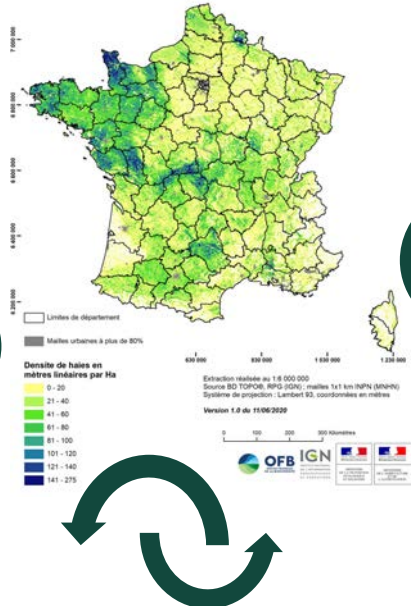 7 000 000
6 800 000
6 600 000
6 400 000
6 200 000
Limites de département
Mailles urbaines à plus de 80%
Densite de haies en
mètres linéaires par Ha
0 - 20
21 - 40
41 - 60
61 - 80
81 - 100
101 - 120
121 - 140
141 - 275
Extraction réalisée au 1:6 000 000
Source BD TOPO®, RPG (IGN) ; mailles 1x1 km INPN (MNHN)
Système de projection : Lambert 93, coordonnées en mètres
Version 1.0 du 11/06/2020
0 100 200 300 Kilomètres
OFB
IGN